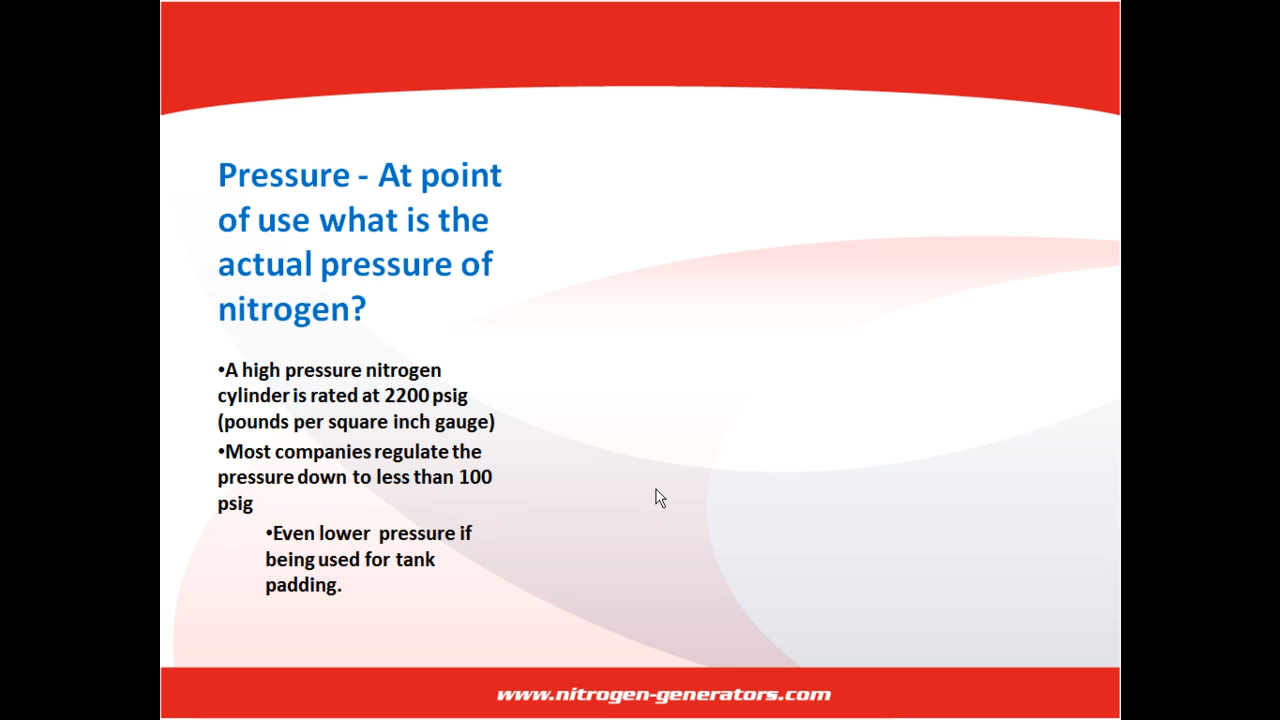 Pressure - At point
of use what is the
actual pressure of
nitrogen?
•A high pressure nitrogen
cylinder is rated at 2200 psig
(pounds per square inch gauge)
•Most companies regulate the
pressure down to less than 100
psig
•Even lower  pressure if
being used for tank
padding.
www.nitrogen-generators.com